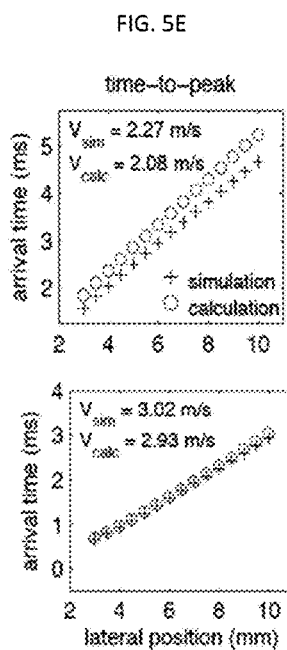 FIG. 5E
time-to-peak
V_sim = 2.27 m/s
V_calc = 2.08 m/s
arrival time (ms)
5
4
3
2
+ simulation
○ calculation
2 4 6 8 10
V_sim = 3.02 m/s
V_calc = 2.93 m/s
arrival time (ms)
4
3
2
1
0
2 4 6 8 10
lateral position (mm)